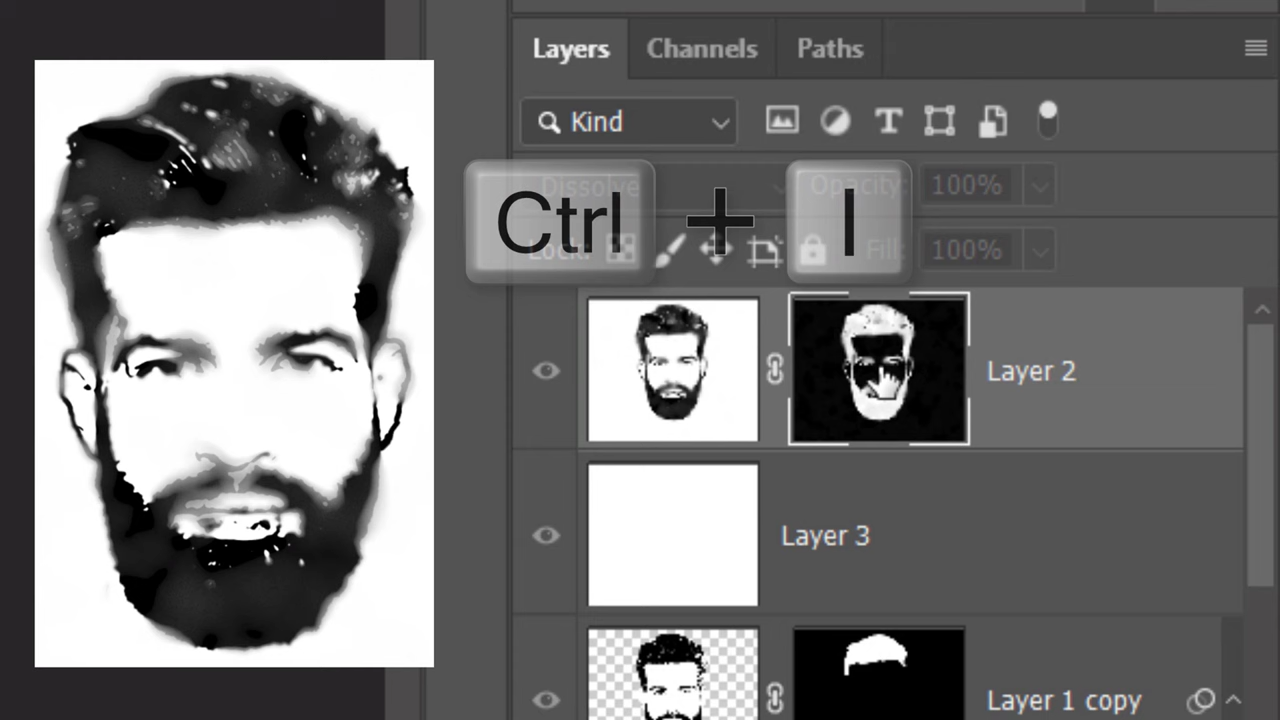 Layers Channels Paths
Kind
Dissolve Opacity: 100%
Ctrl + I
Lock: Fill: 100%
Layer 2
Layer 3
Layer 1 copy